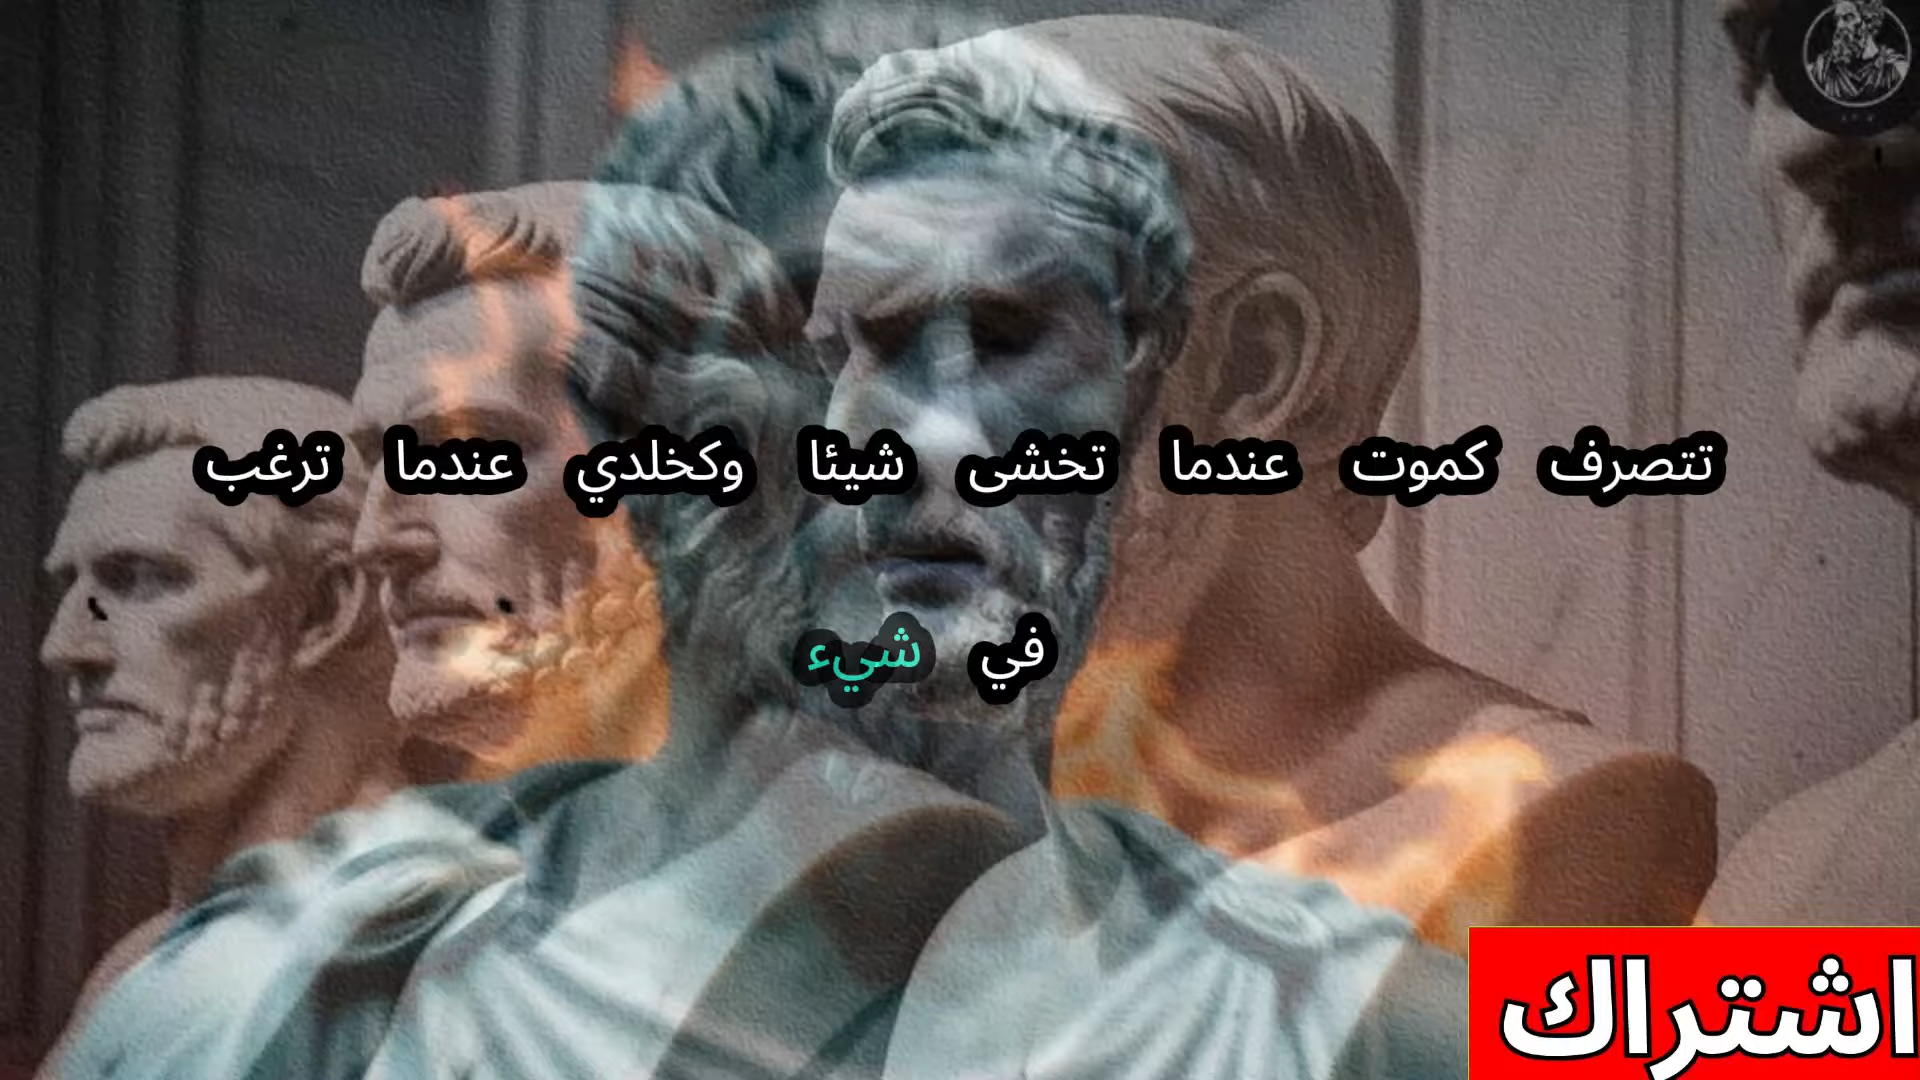 تتصرف كموت عندما تخشى شيئا وكخلدي عندما ترغب
في شيء
اشتراك